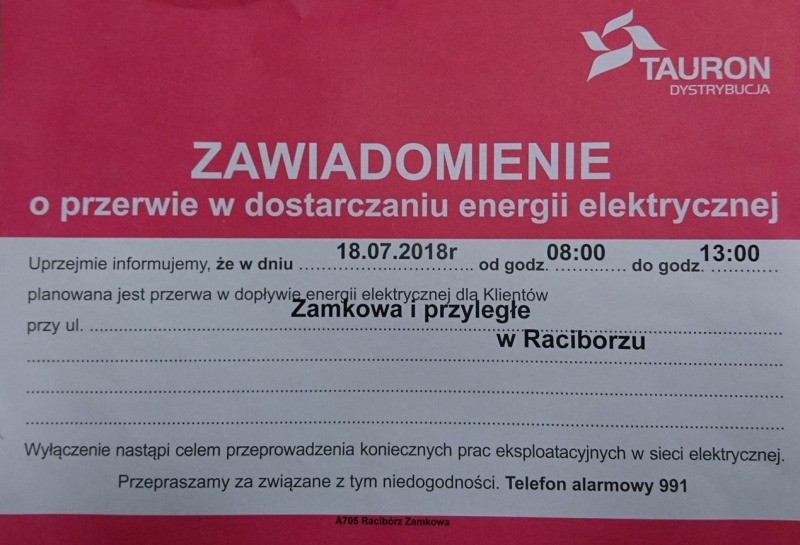 TAURON
DYSTRYBUCJA
ZAWIADOMIENIE
o przerwie w dostarczaniu energii elektrycznej
Uprzejmie informujemy, że w dniu 18.07.2018r od godz. 08:00 do godz. 13:00
planowana jest przerwa w dopływie energii elektrycznej dla Klientów
przy ul. Zamkowa i przyległe
w Raciborzu
Wyłączenie nastąpi celem przeprowadzenia koniecznych prac eksploatacyjnych w sieci elektrycznej.
Przepraszamy za związane z tym niedogodności. Telefon alarmowy 991
A705 Racibórz Zamkowa